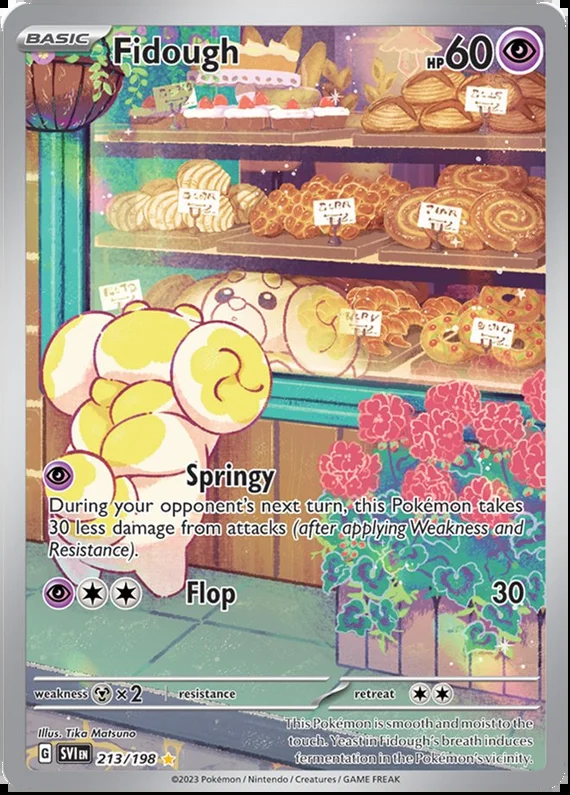 BASIC
Fidough
HP 60
Springy
During your opponent's next turn, this Pokémon takes
30 less damage from attacks (after applying Weakness and
Resistance).
Flop 30
weakness ×2 resistance retreat
Illus. Tika Matsuno
G SVI EN 213/198
This Pokémon is smooth and moist to the
touch. Yeast in Fidough's breath induces
fermentation in the Pokémon's vicinity.
©2023 Pokémon / Nintendo / Creatures / GAME FREAK